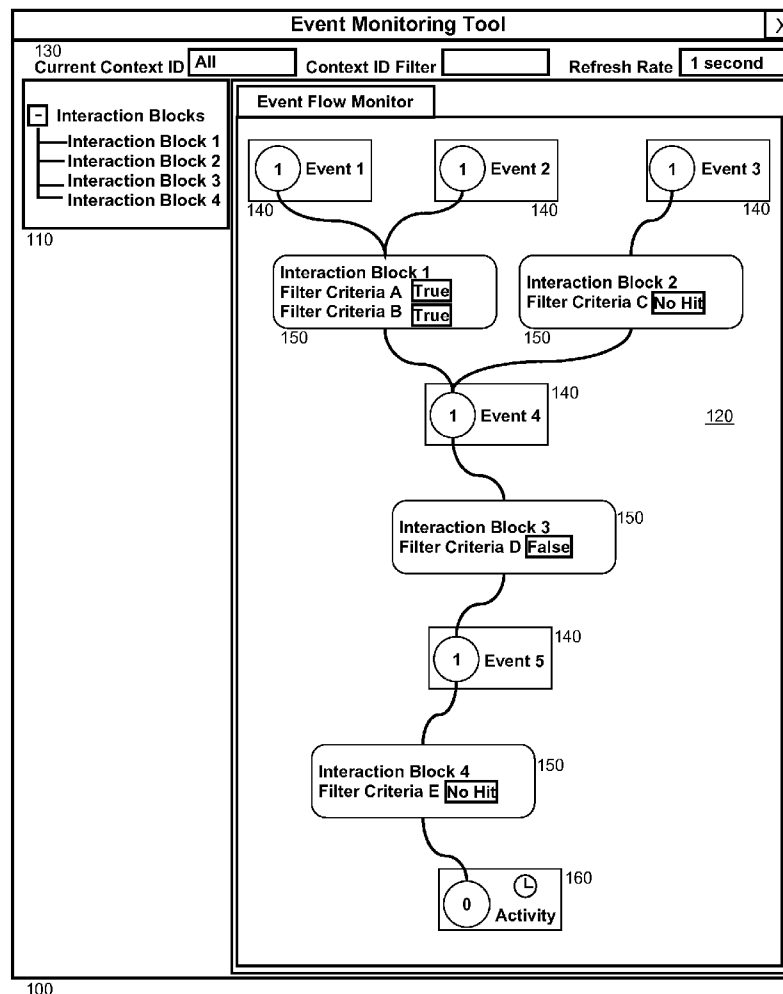 Event Monitoring Tool X
130
Current Context ID All Context ID Filter Refresh Rate 1 second
- Interaction Blocks
Interaction Block 1
Interaction Block 2
Interaction Block 3
Interaction Block 4
110
Event Flow Monitor
1 Event 1
140
1 Event 2
140
1 Event 3
140
Interaction Block 1
Filter Criteria A True
Filter Criteria B True
150
Interaction Block 2
Filter Criteria C No Hit
150
1 Event 4
140
120
Interaction Block 3
Filter Criteria D False
150
1 Event 5
140
Interaction Block 4
Filter Criteria E No Hit
150
0 Activity
160
100